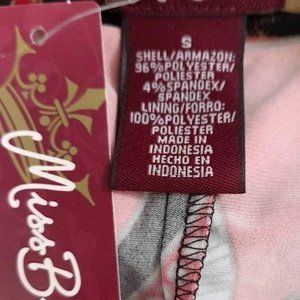 S
SHELL/ARMAZON:
96%POLYESTER/
POLIESTER
4%SPANDEX/
SPANDEX
LINING/FORRO:
100%POLYESTER/
POLIESTER
MADE IN
INDONESIA
HECHO EN
INDONESIA
Miss B